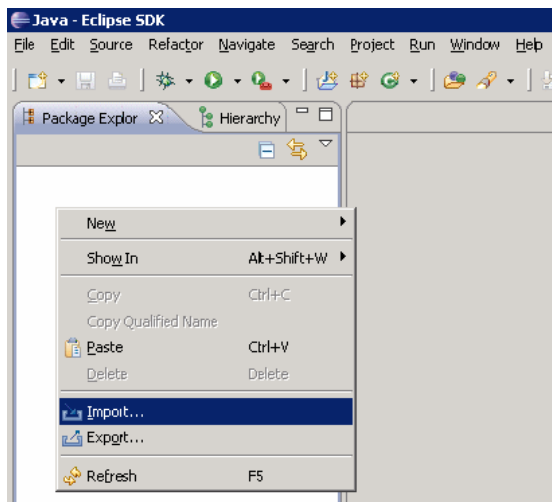 Java - Eclipse SDK
File Edit Source Refactor Navigate Search Project Run Window Help
Package Explor Hierarchy
New
Show In Alt+Shift+W
Copy Ctrl+C
Copy Qualified Name
Paste Ctrl+V
Delete Delete
Import...
Export...
Refresh F5